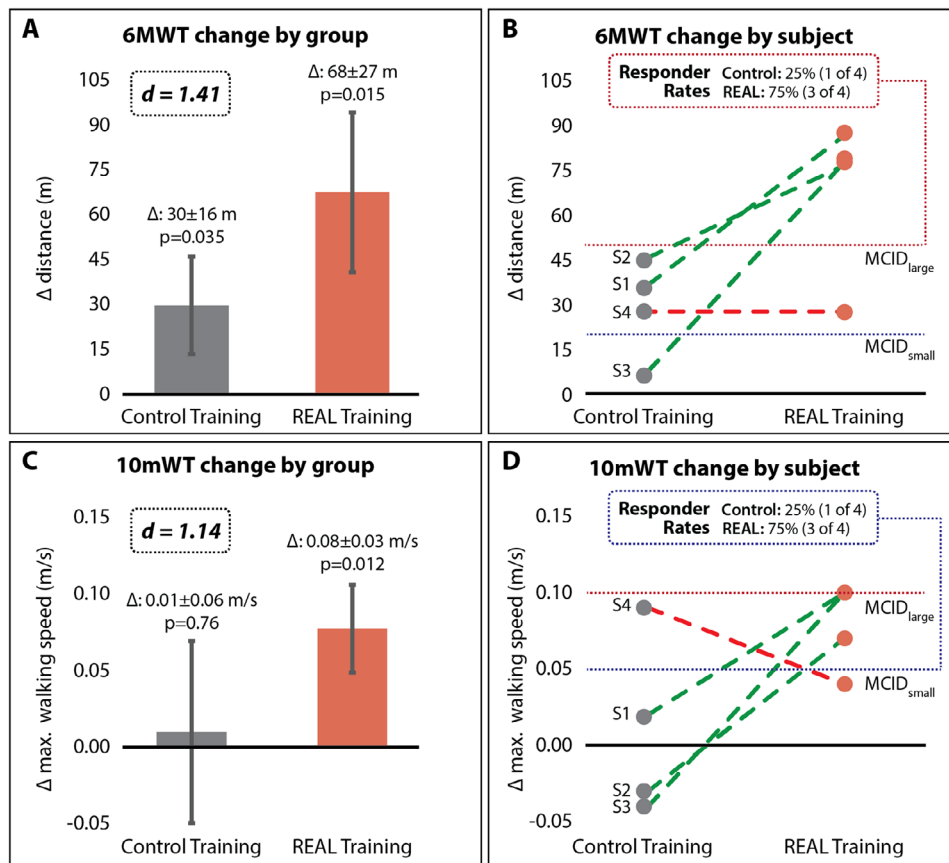 A
6MWT change by group
Δ distance (m)
105
90
75
60
45
30
15
0
d = 1.41
Δ: 68±27 m
p=0.015
Δ: 30±16 m
p=0.035
Control Training
REAL Training
B
6MWT change by subject
Δ distance (m)
105
90
75
60
45
30
15
0
Responder Control: 25% (1 of 4)
Rates REAL: 75% (3 of 4)
S2
S1
S4
S3
MCIDlarge
MCIDsmall
Control Training
REAL Training
C
10mWT change by group
Δ max. walking speed (m/s)
0.15
0.10
0.05
0.00
-0.05
d = 1.14
Δ: 0.08±0.03 m/s
p=0.012
Δ: 0.01±0.06 m/s
p=0.76
Control Training
REAL Training
D
10mWT change by subject
Δ max. walking speed (m/s)
0.15
0.10
0.05
0.00
-0.05
Responder Control: 25% (1 of 4)
Rates REAL: 75% (3 of 4)
S4
S1
S2
S3
MCIDlarge
MCIDsmall
Control Training
REAL Training